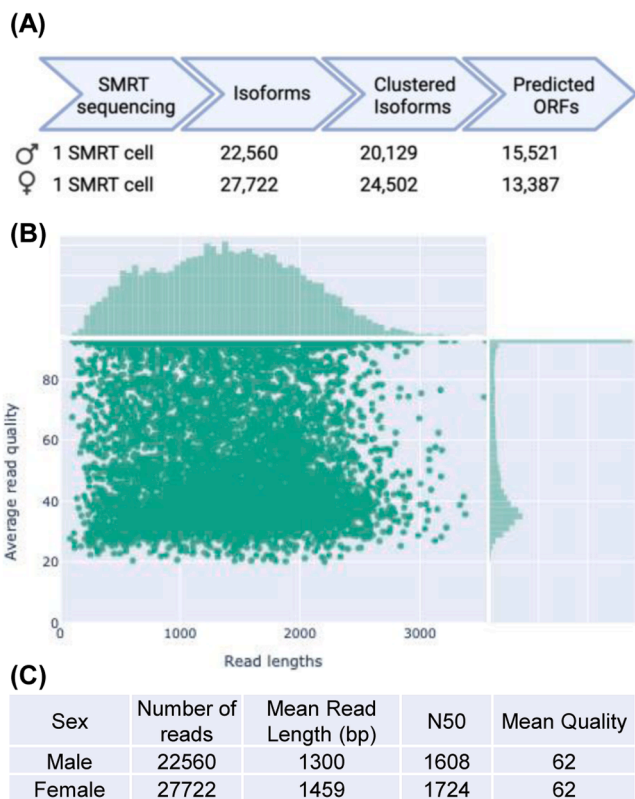 (A)
SMRT sequencing Isoforms Clustered Isoforms Predicted ORFs
♂ 1 SMRT cell 22,560 20,129 15,521
♀ 1 SMRT cell 27,722 24,502 13,387
(B)
80
60
40
20
0
Average read quality
0 1000 2000 3000
Read lengths
(C)
Sex Number of reads Mean Read Length (bp) N50 Mean Quality
Male 22560 1300 1608 62
Female 27722 1459 1724 62